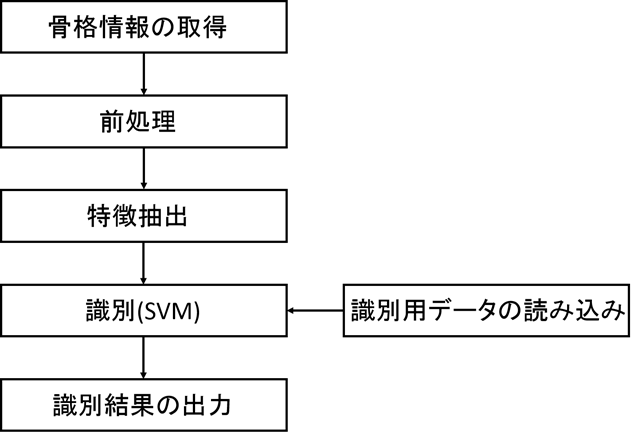 骨格情報の取得
前処理
特徴抽出
識別(SVM)
識別用データの読み込み
識別結果の出力